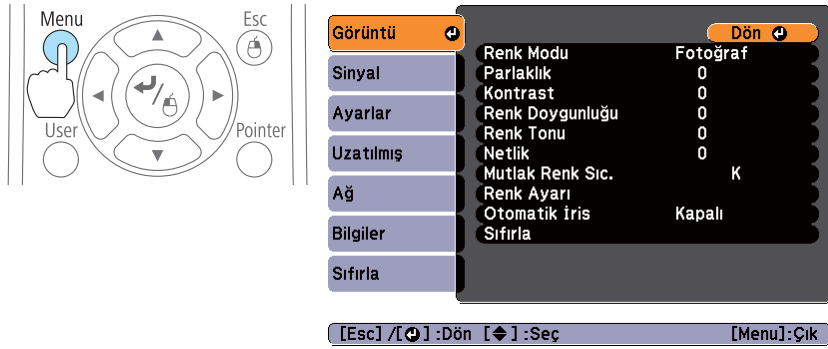 Menu
Esc
User
Pointer
Görüntü
Sinyal
Ayarlar
Uzatılmış
Ağ
Bilgiler
Sıfırla
Dön
Renk Modu Fotoğraf
Parlaklık 0
Kontrast 0
Renk Doygunluğu 0
Renk Tonu 0
Netlik 0
Mutlak Renk Sıc. K
Renk Ayarı
Otomatik İris Kapalı
Sıfırla
[Esc] /[ ] :Dön [ ] :Seç [Menu]:Çık